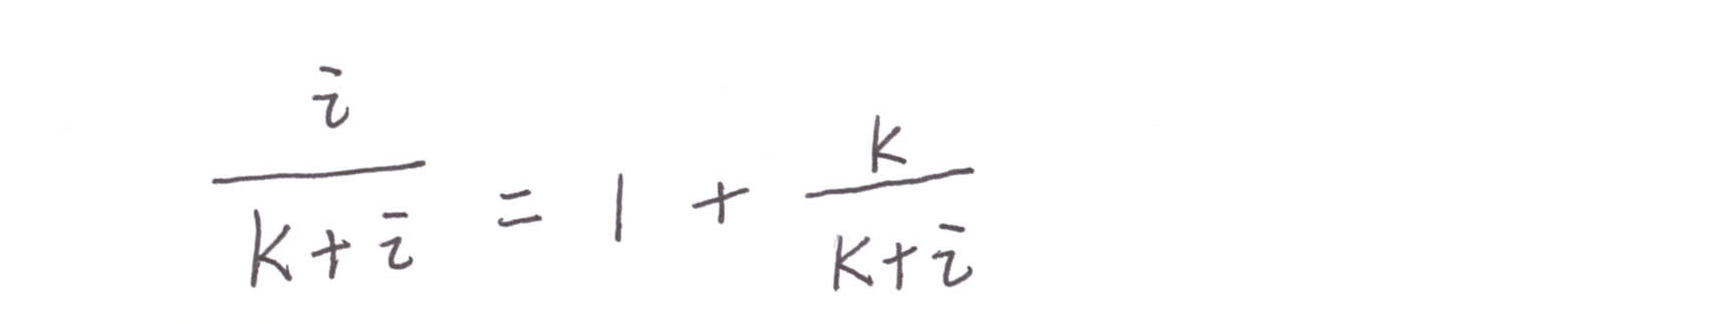 i/(k+i) = 1 + k/(k+i)